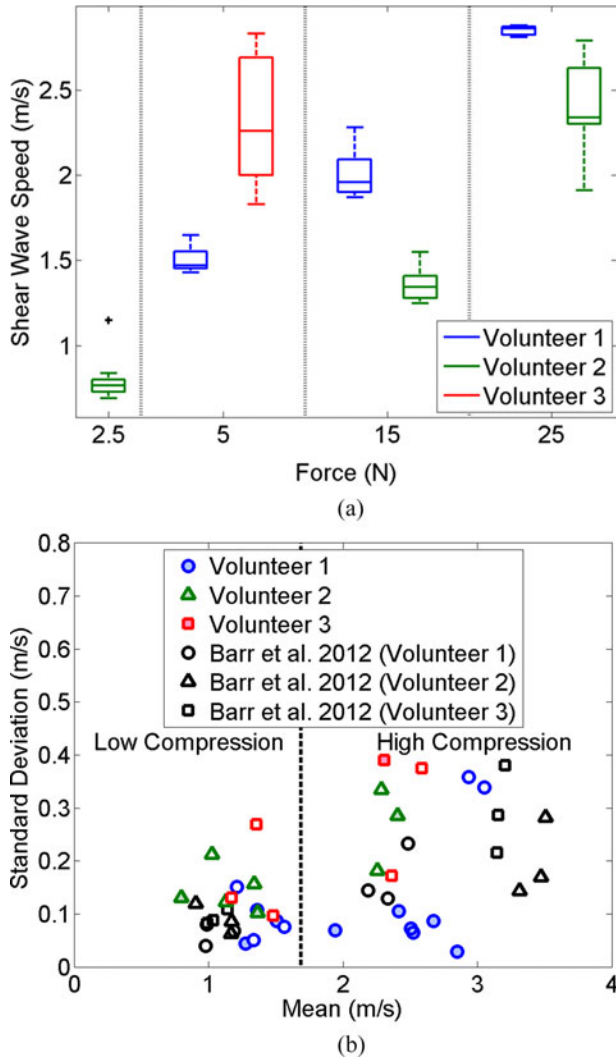 Shear Wave Speed (m/s)
2.5
2
1.5
1
2.5
5
15
25
Volunteer 1
Volunteer 2
Volunteer 3
Force (N)
(a)
Standard Deviation (m/s)
0.8
0.7
0.6
0.5
0.4
0.3
0.2
0.1
0
Volunteer 1
Volunteer 2
Volunteer 3
Barr et al. 2012 (Volunteer 1)
Barr et al. 2012 (Volunteer 2)
Barr et al. 2012 (Volunteer 3)
Low Compression
High Compression
0
1
2
3
4
Mean (m/s)
(b)